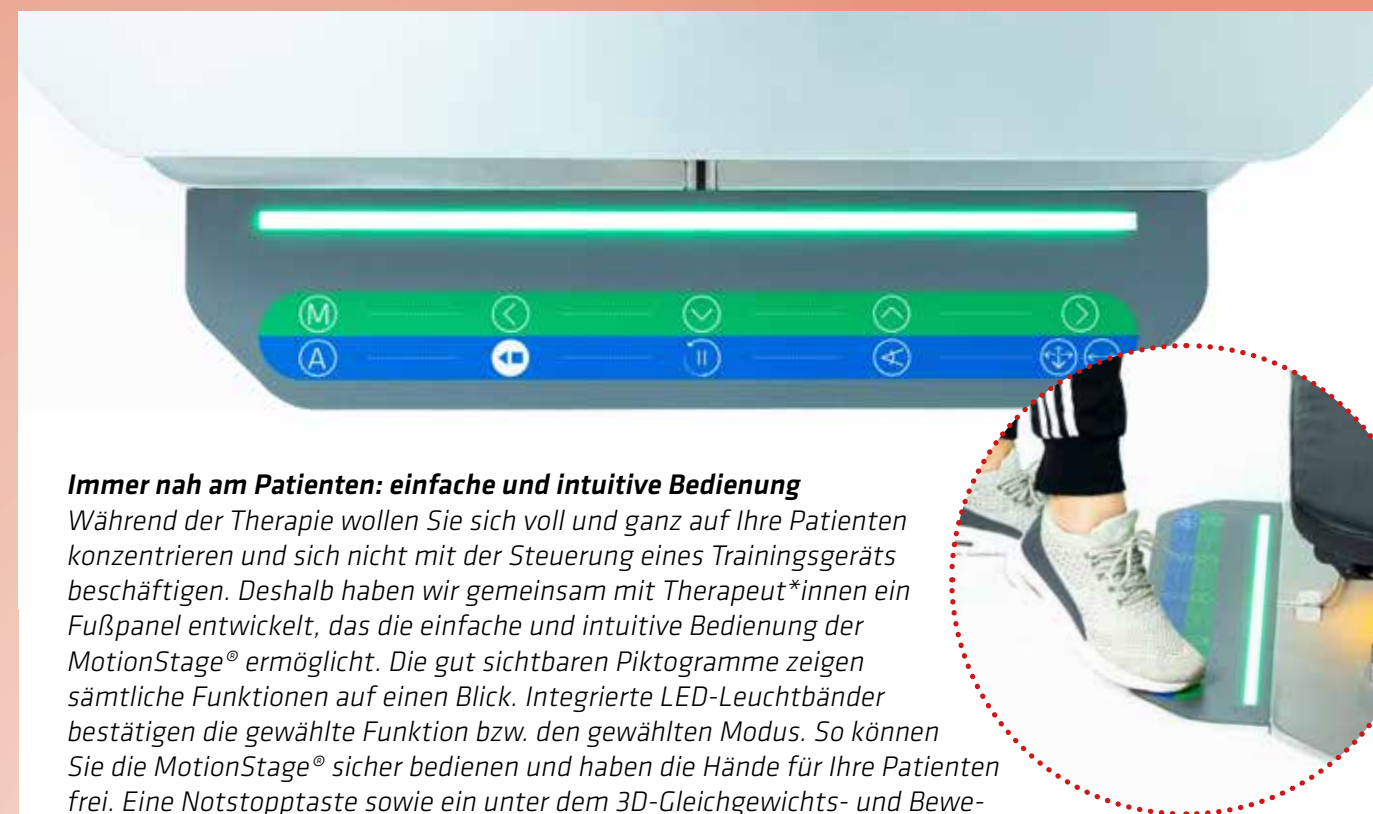 M
A
Immer nah am Patienten: einfache und intuitive Bedienung
Während der Therapie wollen Sie sich voll und ganz auf Ihre Patienten
konzentrieren und sich nicht mit der Steuerung eines Trainingsgeräts
beschäftigen. Deshalb haben wir gemeinsam mit Therapeut*innen ein
Fußpanel entwickelt, das die einfache und intuitive Bedienung der
MotionStage® ermöglicht. Die gut sichtbaren Piktogramme zeigen
sämtliche Funktionen auf einen Blick. Integrierte LED-Leuchtbänder
bestätigen die gewählte Funktion bzw. den gewählten Modus. So können
Sie die MotionStage® sicher bedienen und haben die Hände für Ihre Patienten
frei. Eine Notstopptaste sowie ein unter dem 3D-Gleichgewichts- und Bewe-